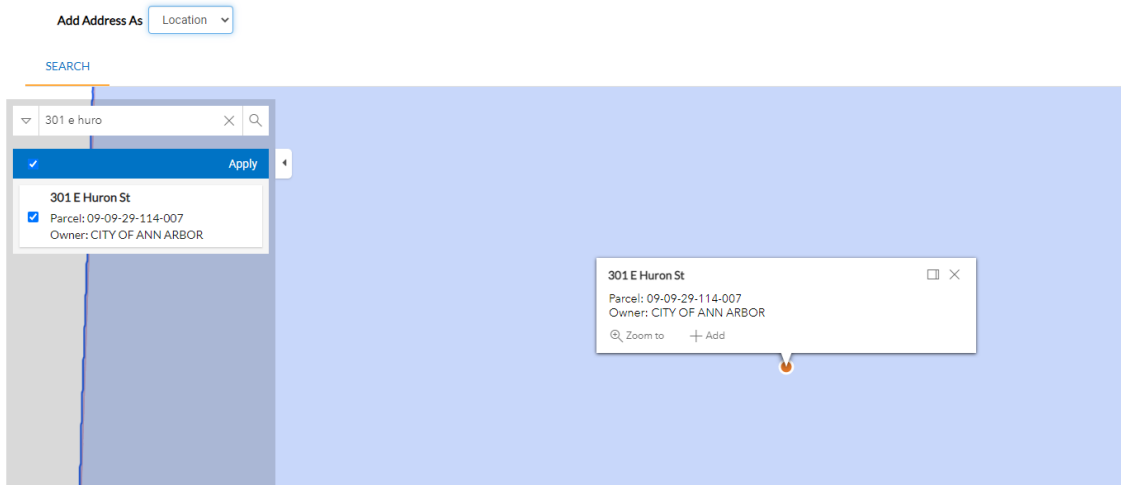 Add Address As Location
SEARCH
301 e huro
Apply
301 E Huron St
Parcel: 09-09-29-114-007
Owner: CITY OF ANN ARBOR
301 E Huron St
Parcel: 09-09-29-114-007
Owner: CITY OF ANN ARBOR
Zoom to Add